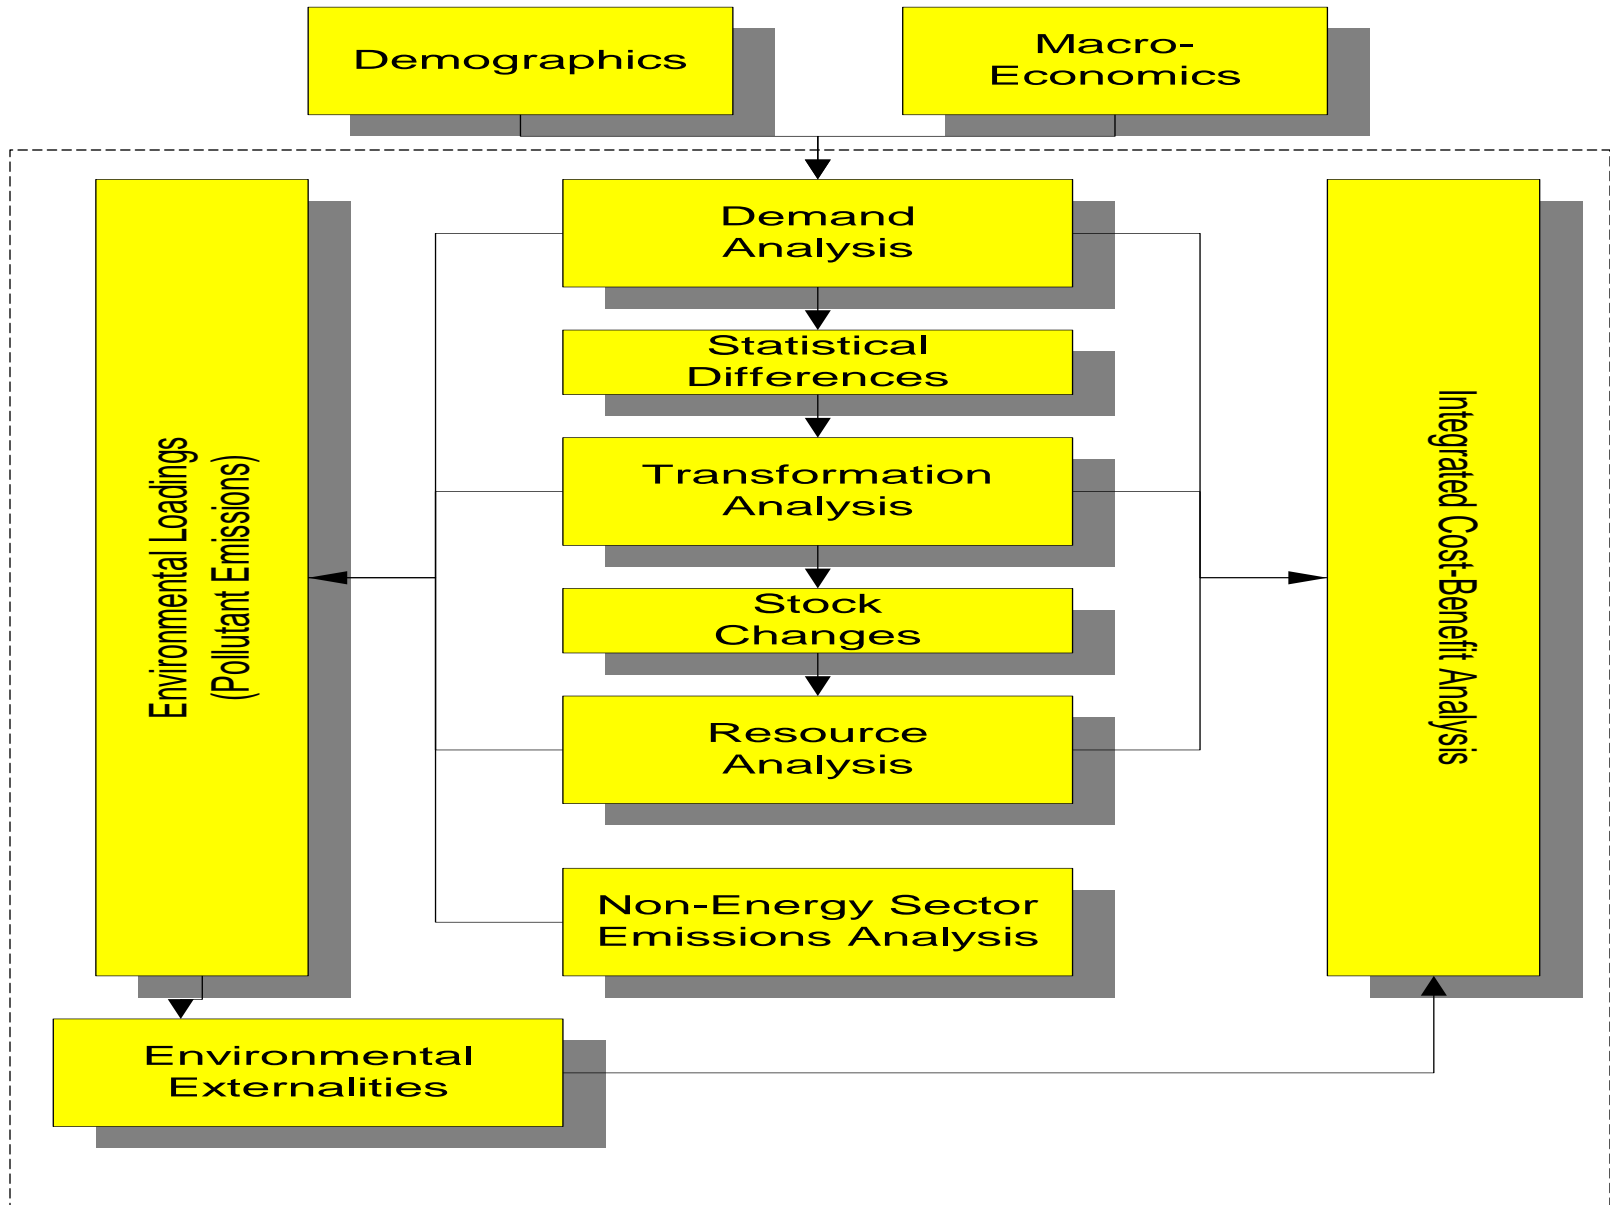 Demographics
Macro-
Economics
Demand
Analysis
Statistical
Differences
Transformation
Analysis
Stock
Changes
Resource
Analysis
Non-Energy Sector
Emissions Analysis
Environmental Loadings
(Pollutant Emissions)
Integrated Cost-Benefit Analysis
Environmental
Externalities